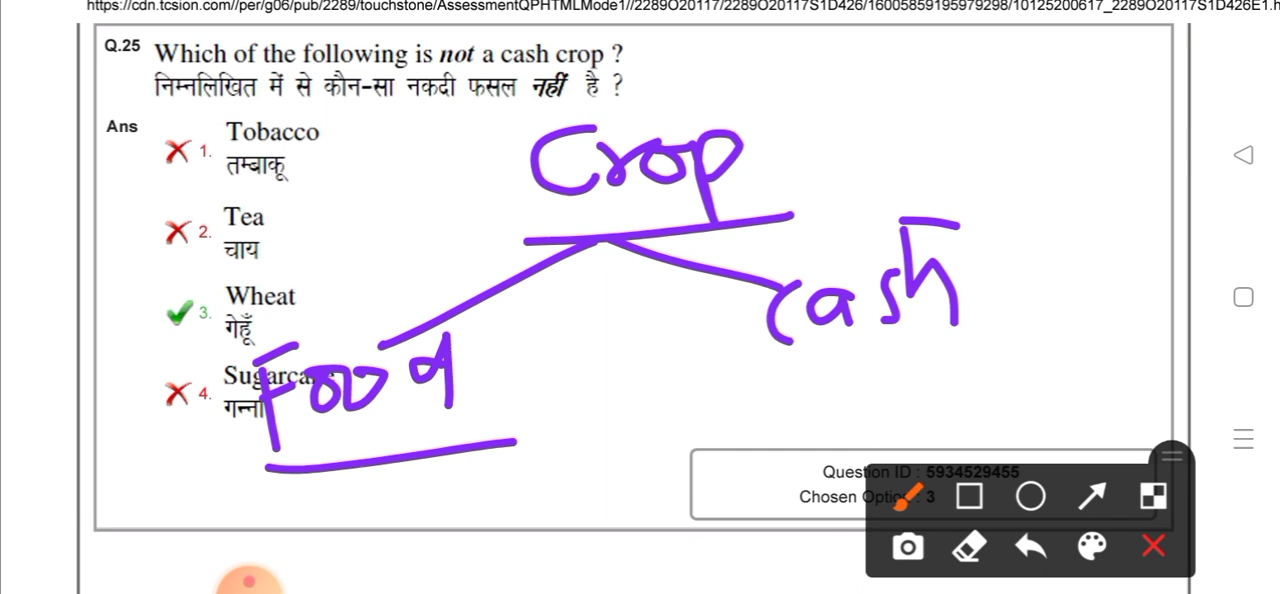 https://cdn.tcsion.com//per/g06/pub/2289/touchstone/AssessmentQPHTMLMode1//2289O20117/2289O20117S1D426/16005859195979298/10125200617_2289O20117S1D426E1.h
Q.25 Which of the following is not a cash crop ?
निम्नलिखित में से कौन-सा नकदी फसल नहीं है ?
Ans
1. Tobacco
तम्बाकू
2. Tea
चाय
3. Wheat
गेहूँ
4. Sugarcane
गन्ना
Crop
Food
Cash
Question ID : 5934529455
Chosen Option : 3